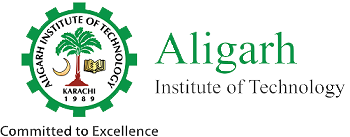 ALIGARH INSTITUTE OF TECHNOLOGY
KARACHI
1989
Aligarh
Institute of Technology
Committed to Excellence